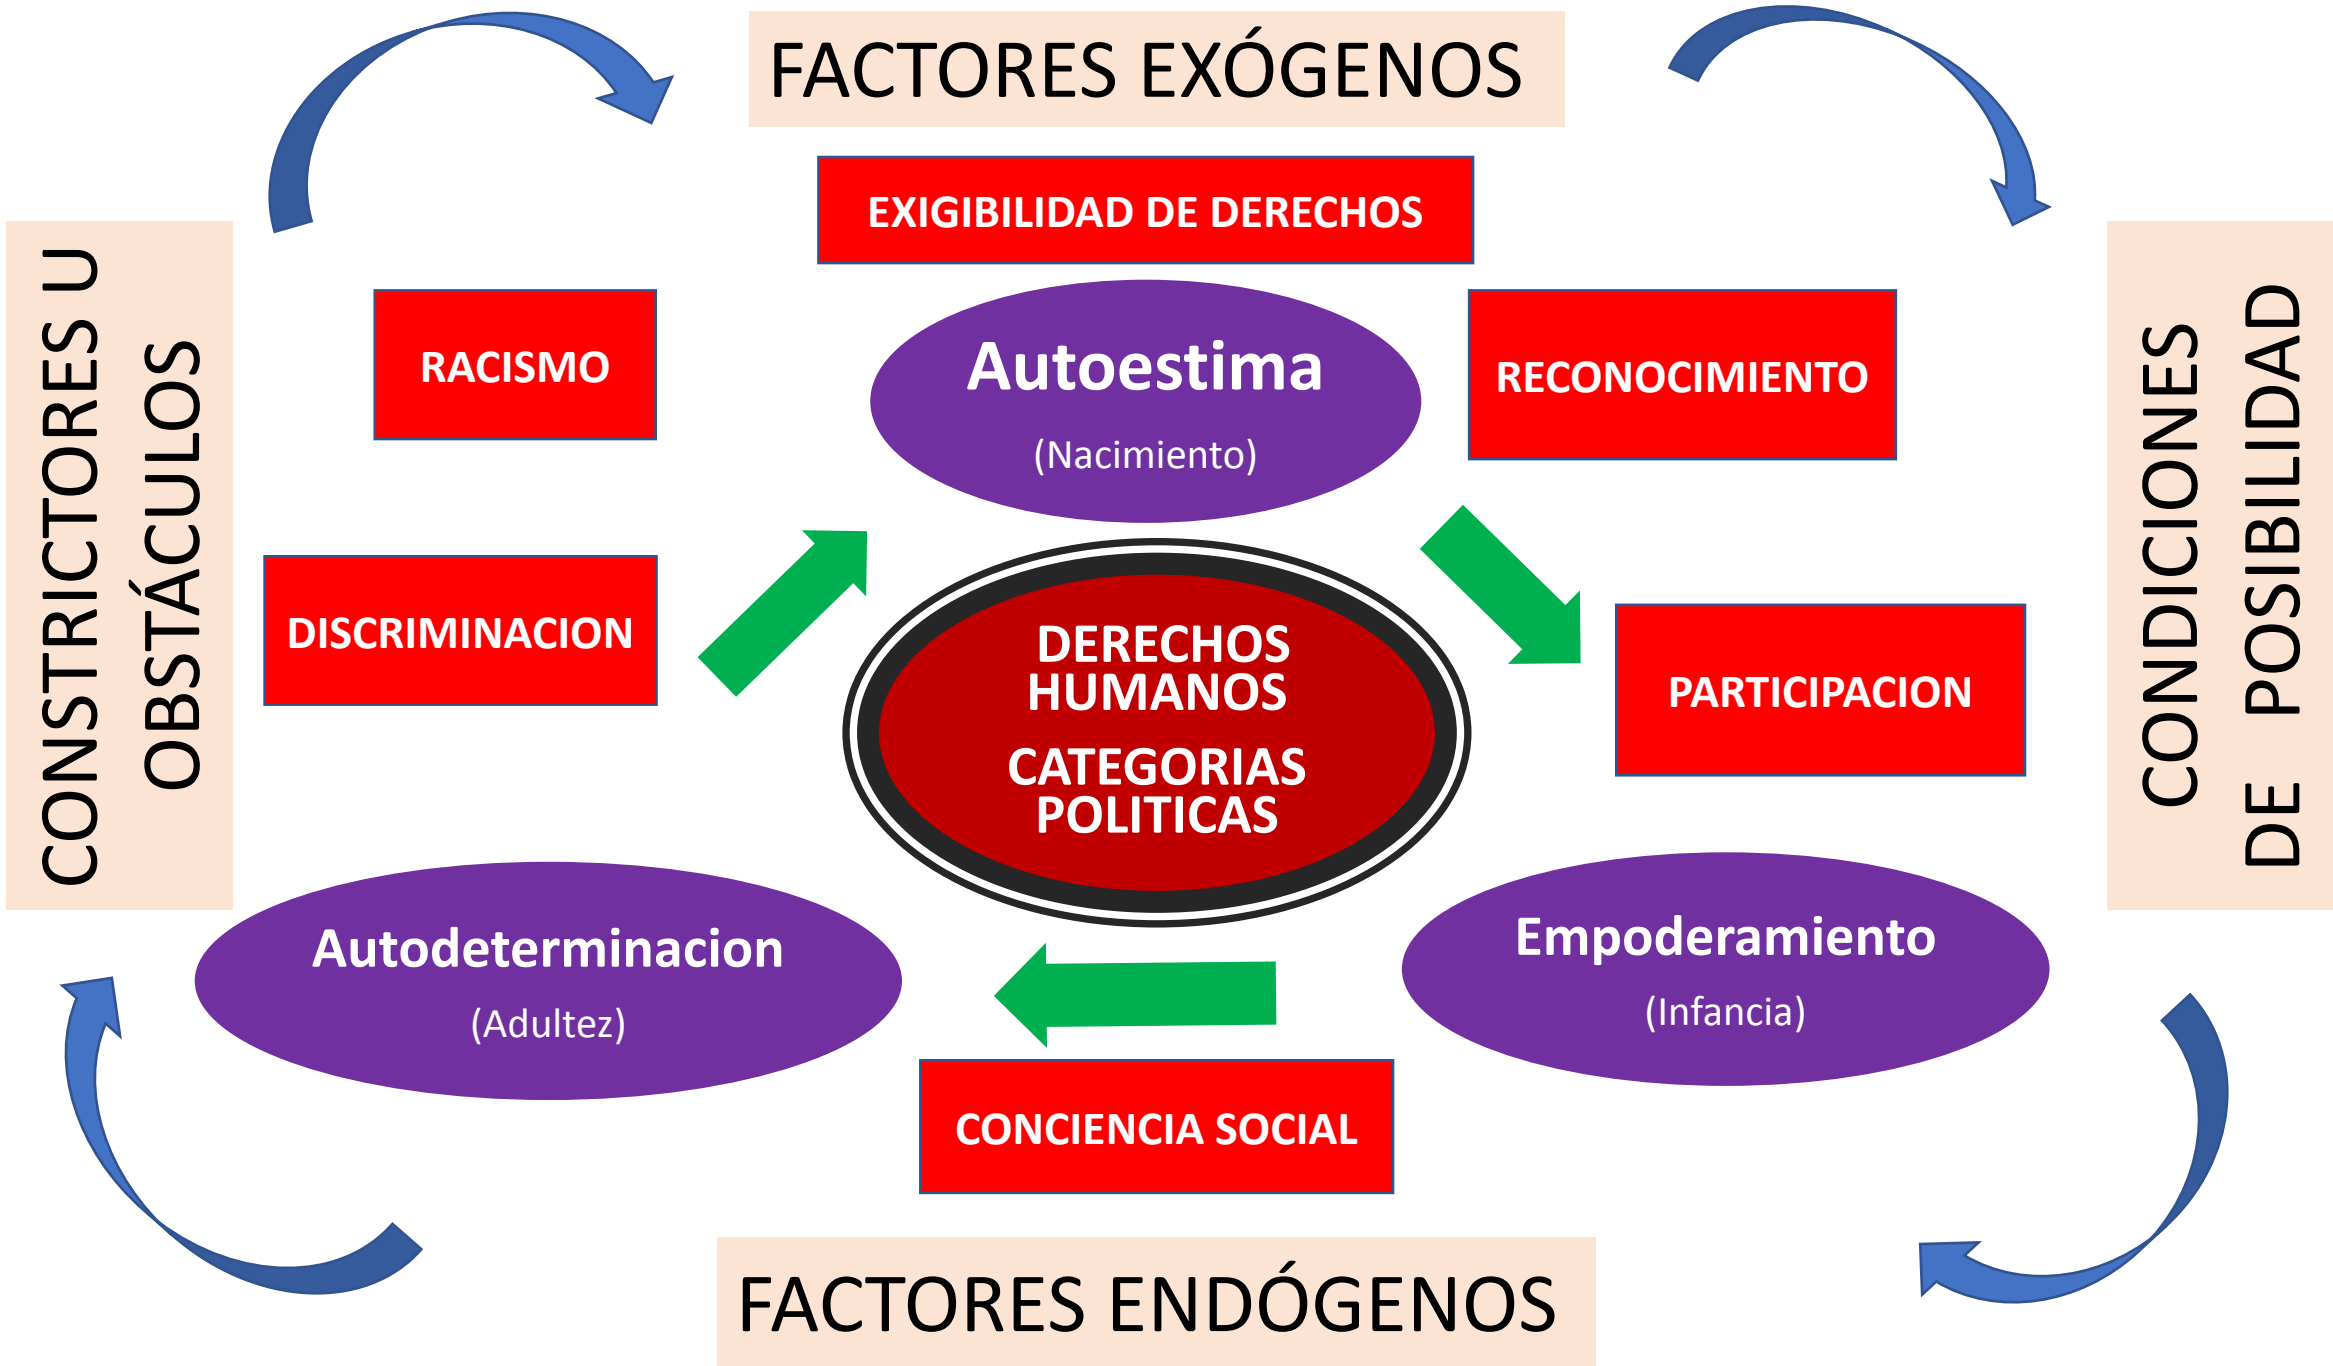 FACTORES EXÓGENOS
EXIGIBILIDAD DE DERECHOS
CONSTRICTORES U
OBSTÁCULOS
RACISMO
Autoestima
(Nacimiento)
RECONOCIMIENTO
CONDICIONES
DE POSIBILIDAD
DISCRIMINACION
DERECHOS
HUMANOS
CATEGORIAS
POLITICAS
PARTICIPACION
Autodeterminacion
(Adultez)
Empoderamiento
(Infancia)
CONCIENCIA SOCIAL
FACTORES ENDÓGENOS